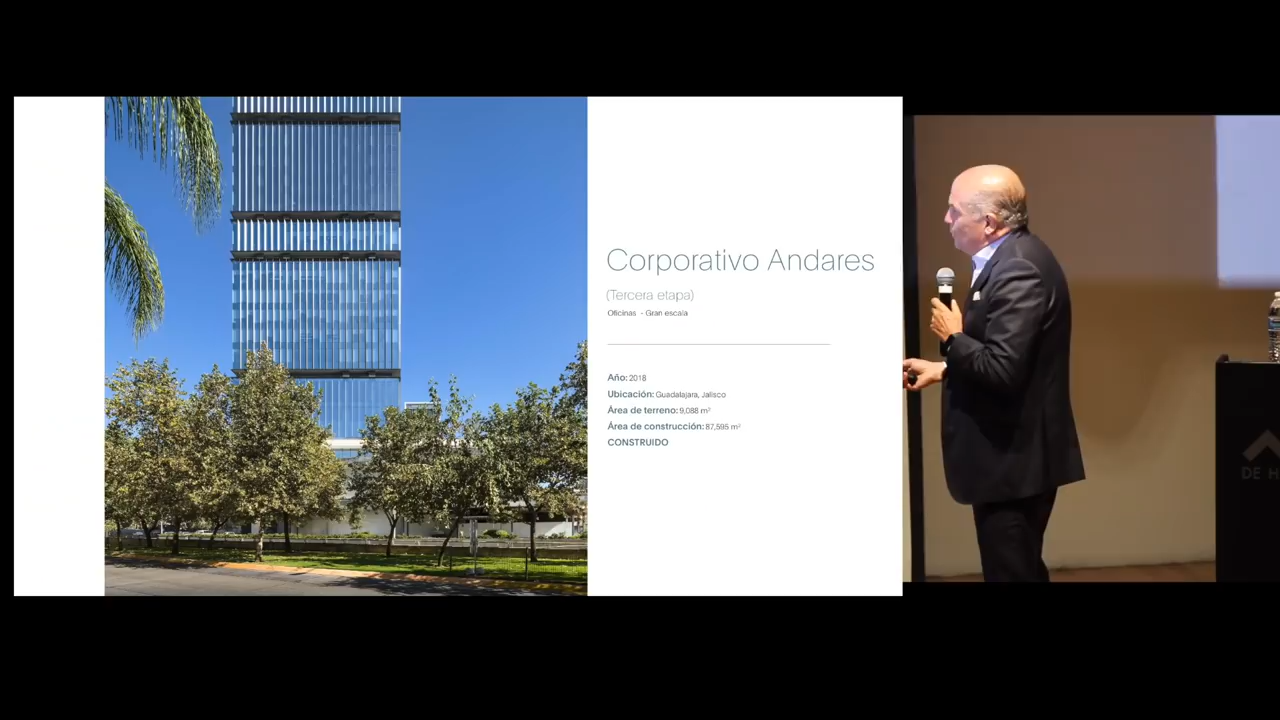 Corporativo Andares
(Tercera etapa)
Oficinas - Gran escala
Año: 2018
Ubicación: Guadalajara, Jalisco
Área de terreno: 9,088 m²
Área de construcción: 87,595 m²
CONSTRUIDO
DE H